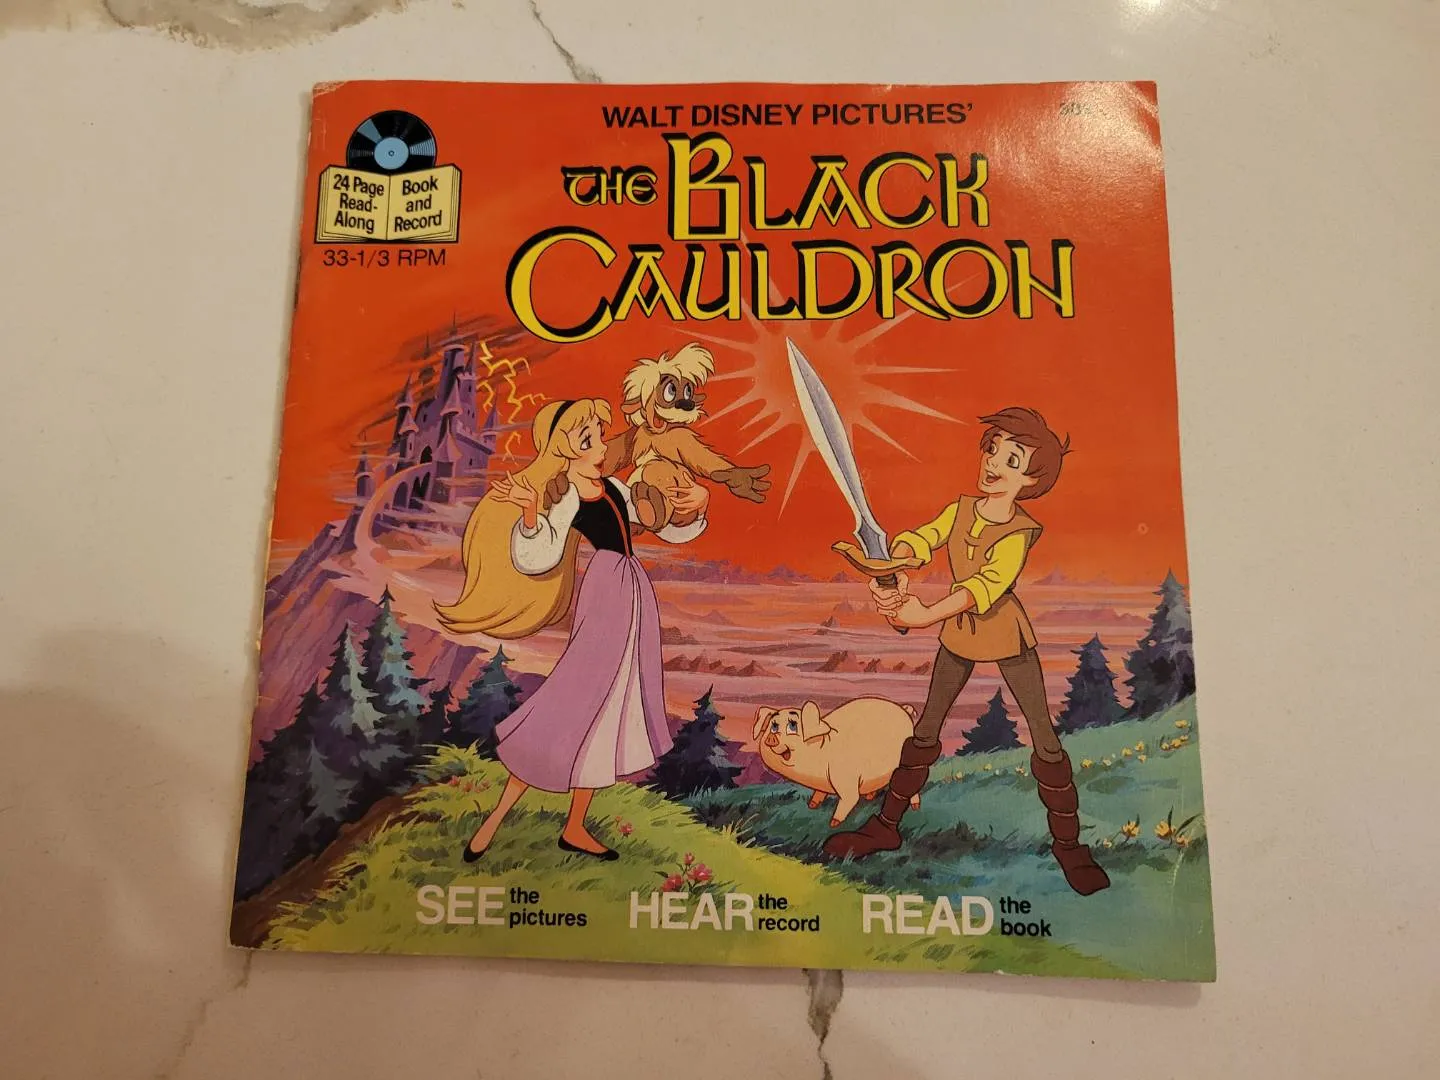 WALT DISNEY PICTURES'
THE BLACK
CAULDRON
24 Page
Read-
Along
Book
and
Record
33-1/3 RPM
SEE the
pictures
HEAR the
record
READ the
book